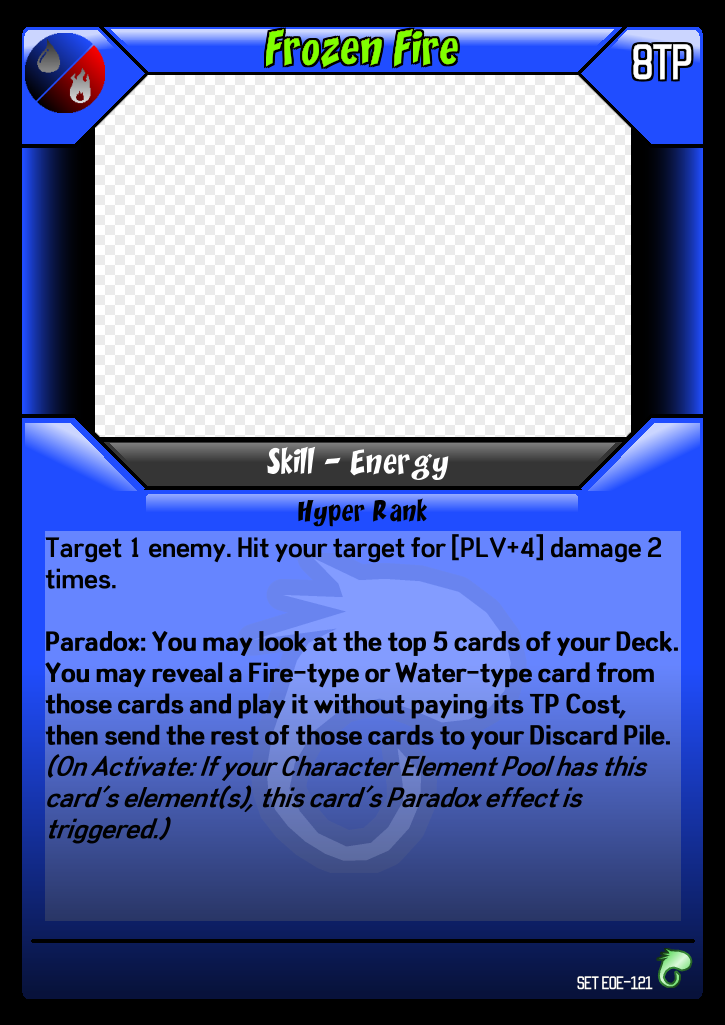 Frozen Fire
8TP
Skill - Energy
Hyper Rank
Target 1 enemy. Hit your target for [PLV+4] damage 2
times.
Paradox: You may look at the top 5 cards of your Deck.
You may reveal a Fire-type or Water-type card from
those cards and play it without paying its TP Cost,
then send the rest of those cards to your Discard Pile.
(On Activate: If your Character Element Pool has this
card's element(s), this card's Paradox effect is
triggered.)
SET EOE-121